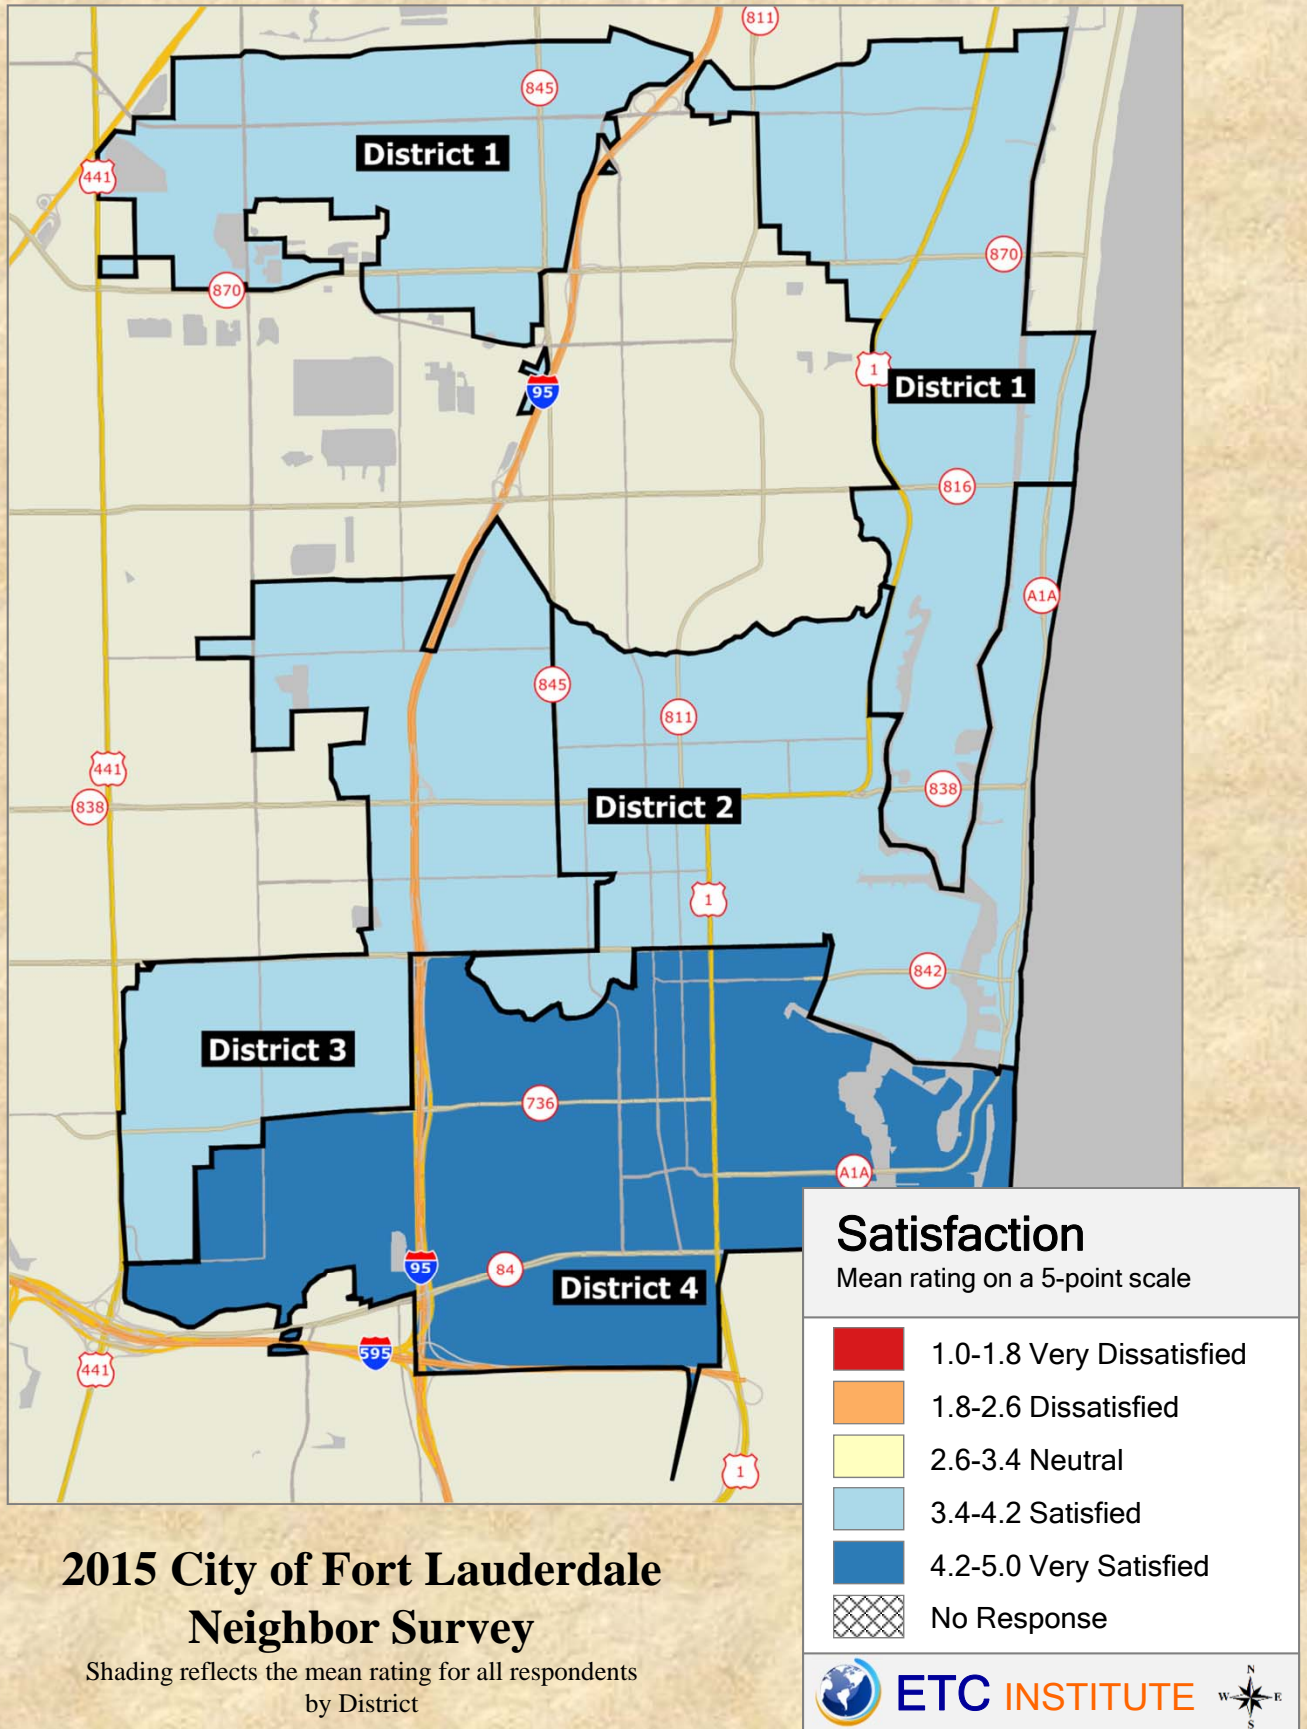 811
845
District 1
441
870
870
95
1
District 1
816
A1A
845
811
441
838
District 2
838
1
842
District 3
736
A1A
95
84
District 4
595
441
1
Satisfaction
Mean rating on a 5-point scale
1.0-1.8 Very Dissatisfied
1.8-2.6 Dissatisfied
2.6-3.4 Neutral
3.4-4.2 Satisfied
4.2-5.0 Very Satisfied
No Response
2015 City of Fort Lauderdale
Neighbor Survey
Shading reflects the mean rating for all respondents
by District
ETC INSTITUTE
N
W E
S